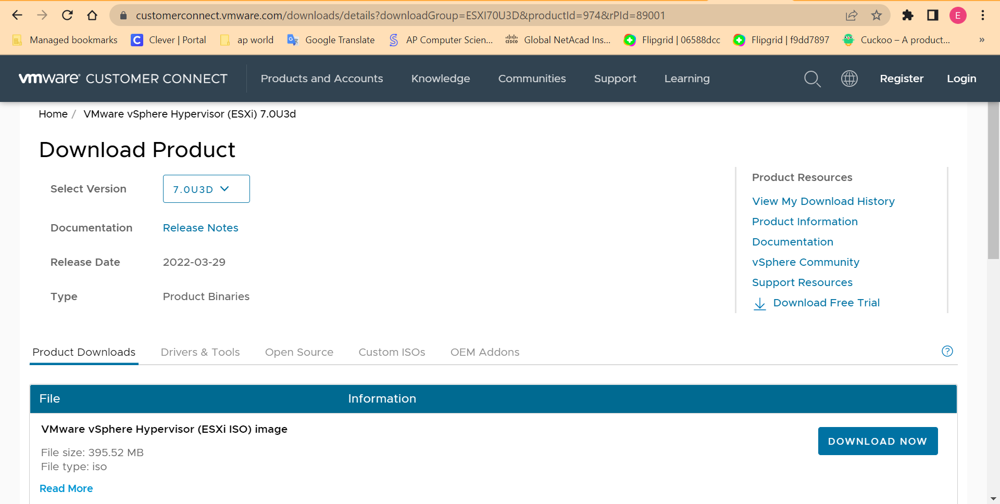 customerconnect.vmware.com/downloads/details?downloadGroup=ESXI70U3D&productId=974&rPId=89001
E
Managed bookmarks C Clever | Portal ap world Google Translate AP Computer Scien... cisco Global NetAcad Ins... Flipgrid | 06588dcc Flipgrid | f9dd7897 Cuckoo – A product... »
vmware CUSTOMER CONNECT Products and Accounts Knowledge Communities Support Learning Register Login
Home / VMware vSphere Hypervisor (ESXi) 7.0U3d
Download Product
Select Version 7.0U3D
Documentation Release Notes
Release Date 2022-03-29
Type Product Binaries
Product Resources
View My Download History
Product Information
Documentation
vSphere Community
Support Resources
Download Free Trial
Product Downloads Drivers & Tools Open Source Custom ISOs OEM Addons ?
File Information
VMware vSphere Hypervisor (ESXi ISO) image
File size: 395.52 MB
File type: iso
Read More
DOWNLOAD NOW